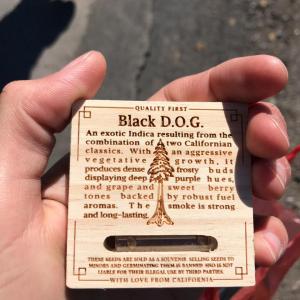 QUALITY FIRST
Black D.O.G.
An exotic Indica resulting from the
combination of two Californian
classics. With an aggressive
vegetative growth, it
produces dense frosty buds
displaying deep purple hues,
and grape and sweet berry
tones backed by robust fuel
aromas. The smoke is strong
and long-lasting.
THESE SEEDS ARE SOLD AS A SOUVENIR. SELLING SEEDS TO
MINORS AND GERMINATING THEM IS BANNED. SHO IS NOT
LIABLE FOR THEIR ILLEGAL USE BY THIRD PARTIES.
WITH LOVE FROM CALIFORNIA